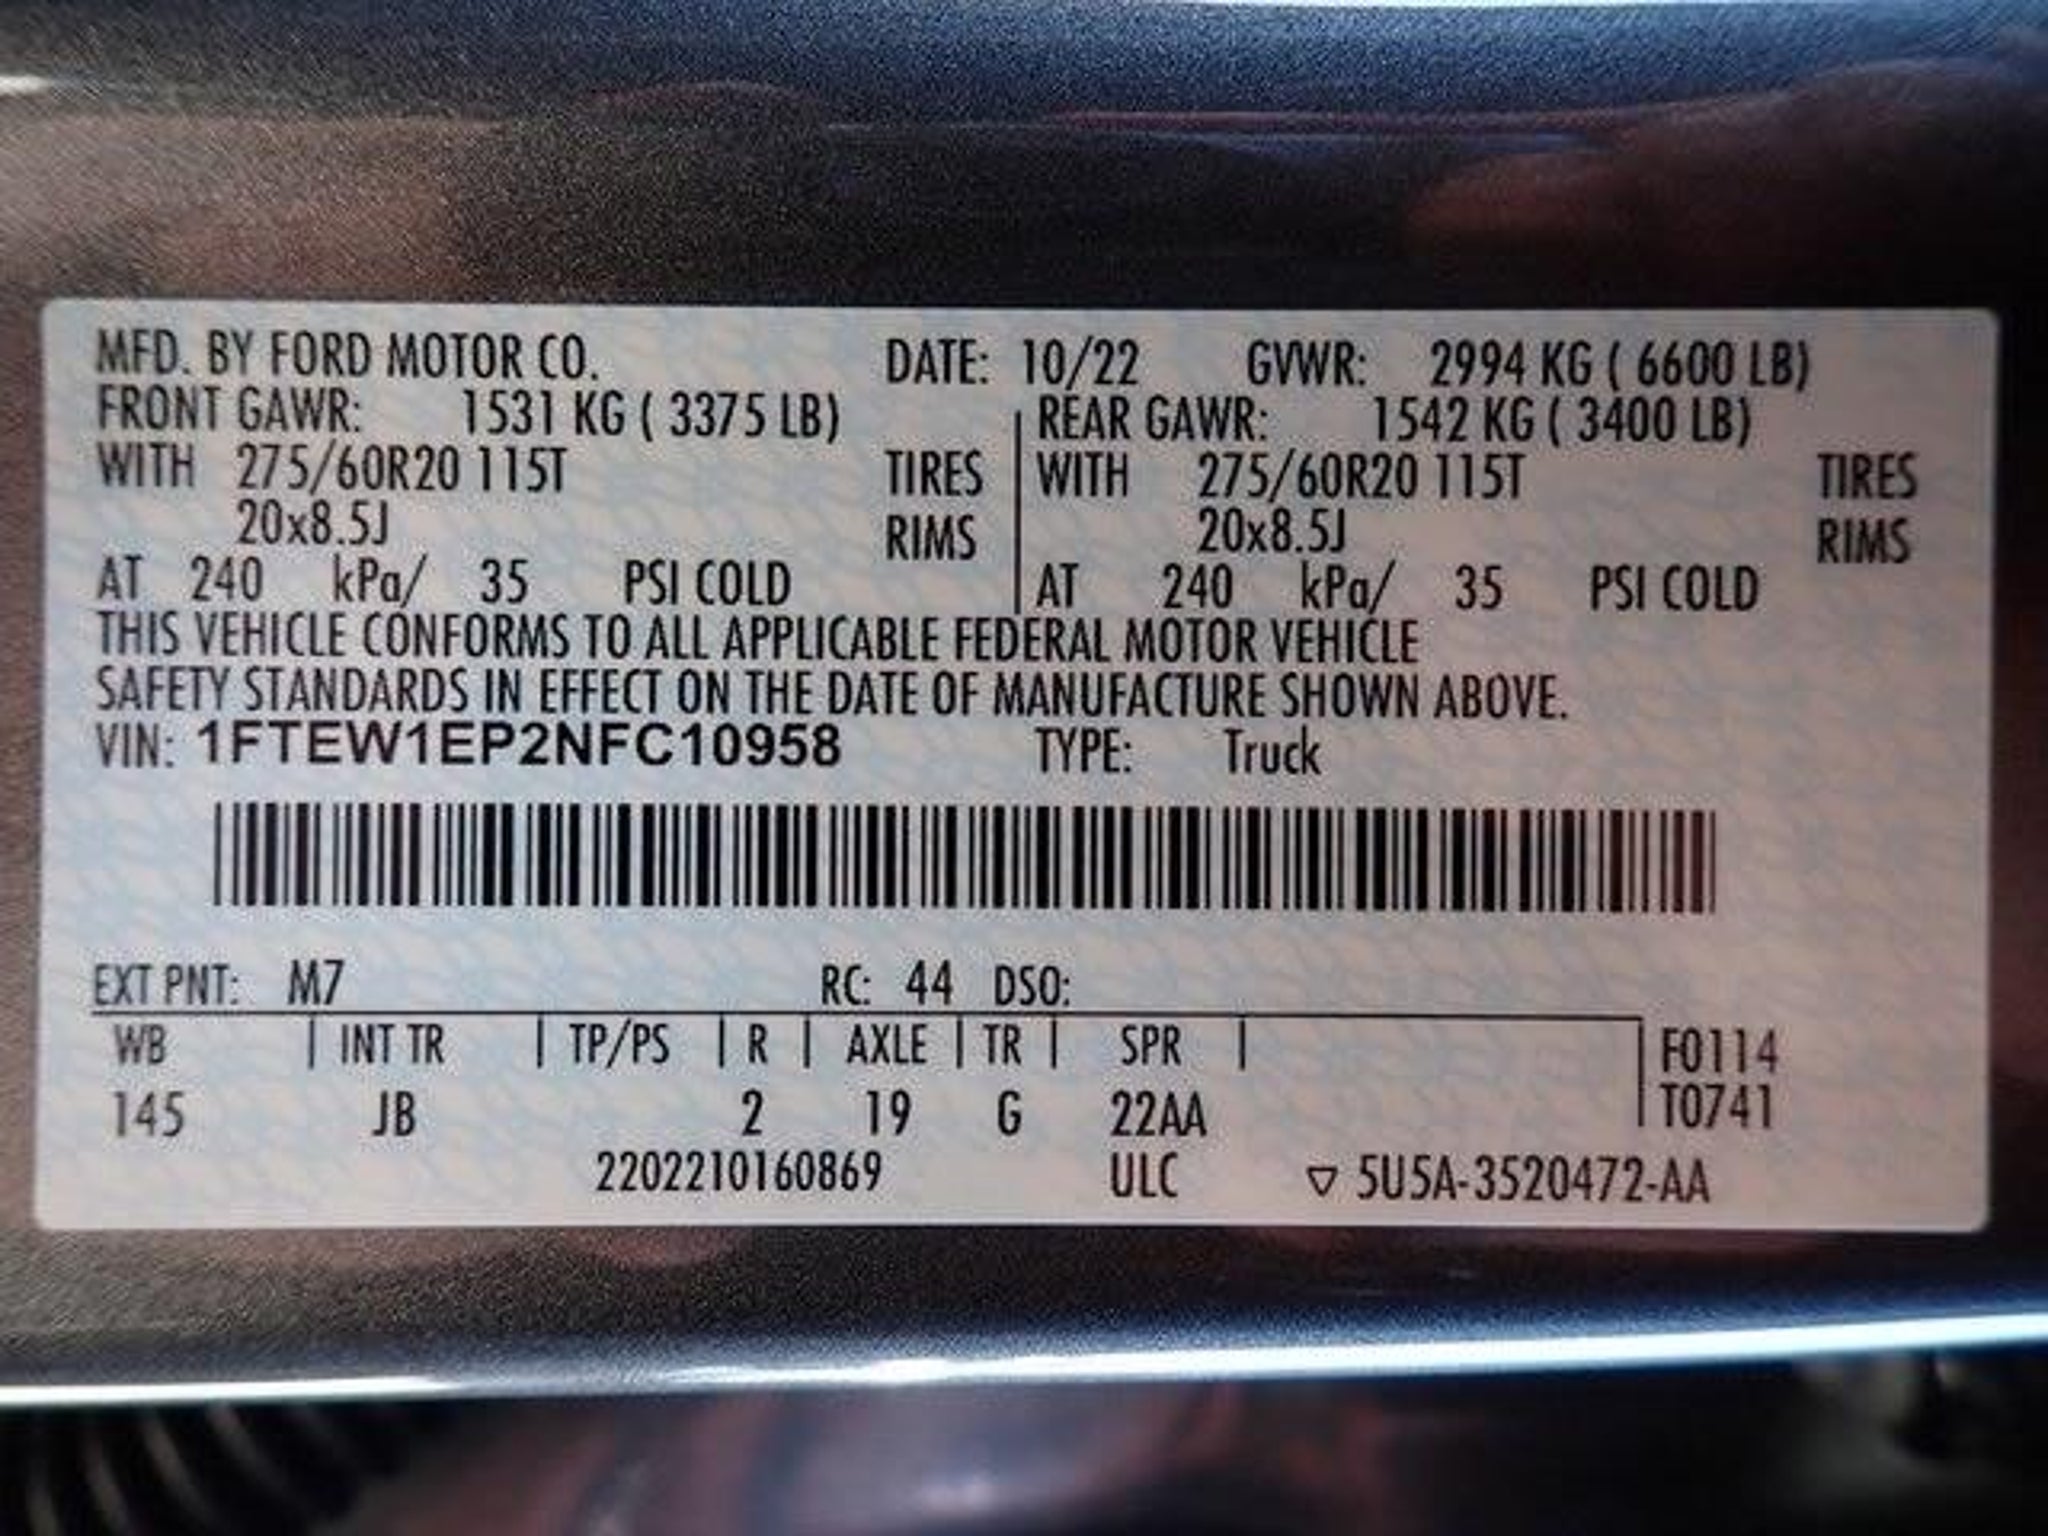 MFD. BY FORD MOTOR CO. DATE: 10/22 GVWR: 2994 KG ( 6600 LB)
FRONT GAWR: 1531 KG ( 3375 LB) REAR GAWR: 1542 KG ( 3400 LB)
WITH 275/60R20 115T TIRES WITH 275/60R20 115T TIRES
20x8.5J RIMS 20x8.5J RIMS
AT 240 kPa/ 35 PSI COLD AT 240 kPa/ 35 PSI COLD
THIS VEHICLE CONFORMS TO ALL APPLICABLE FEDERAL MOTOR VEHICLE
SAFETY STANDARDS IN EFFECT ON THE DATE OF MANUFACTURE SHOWN ABOVE.
VIN: 1FTEW1EP2NFC10958 TYPE: Truck
EXT PNT: M7 RC: 44 DSO:
WB INT TR TP/PS R AXLE TR SPR F0114
145 JB 2 19 G 22AA T0741
2202210160869 ULC ▽ 5U5A-3520472-AA